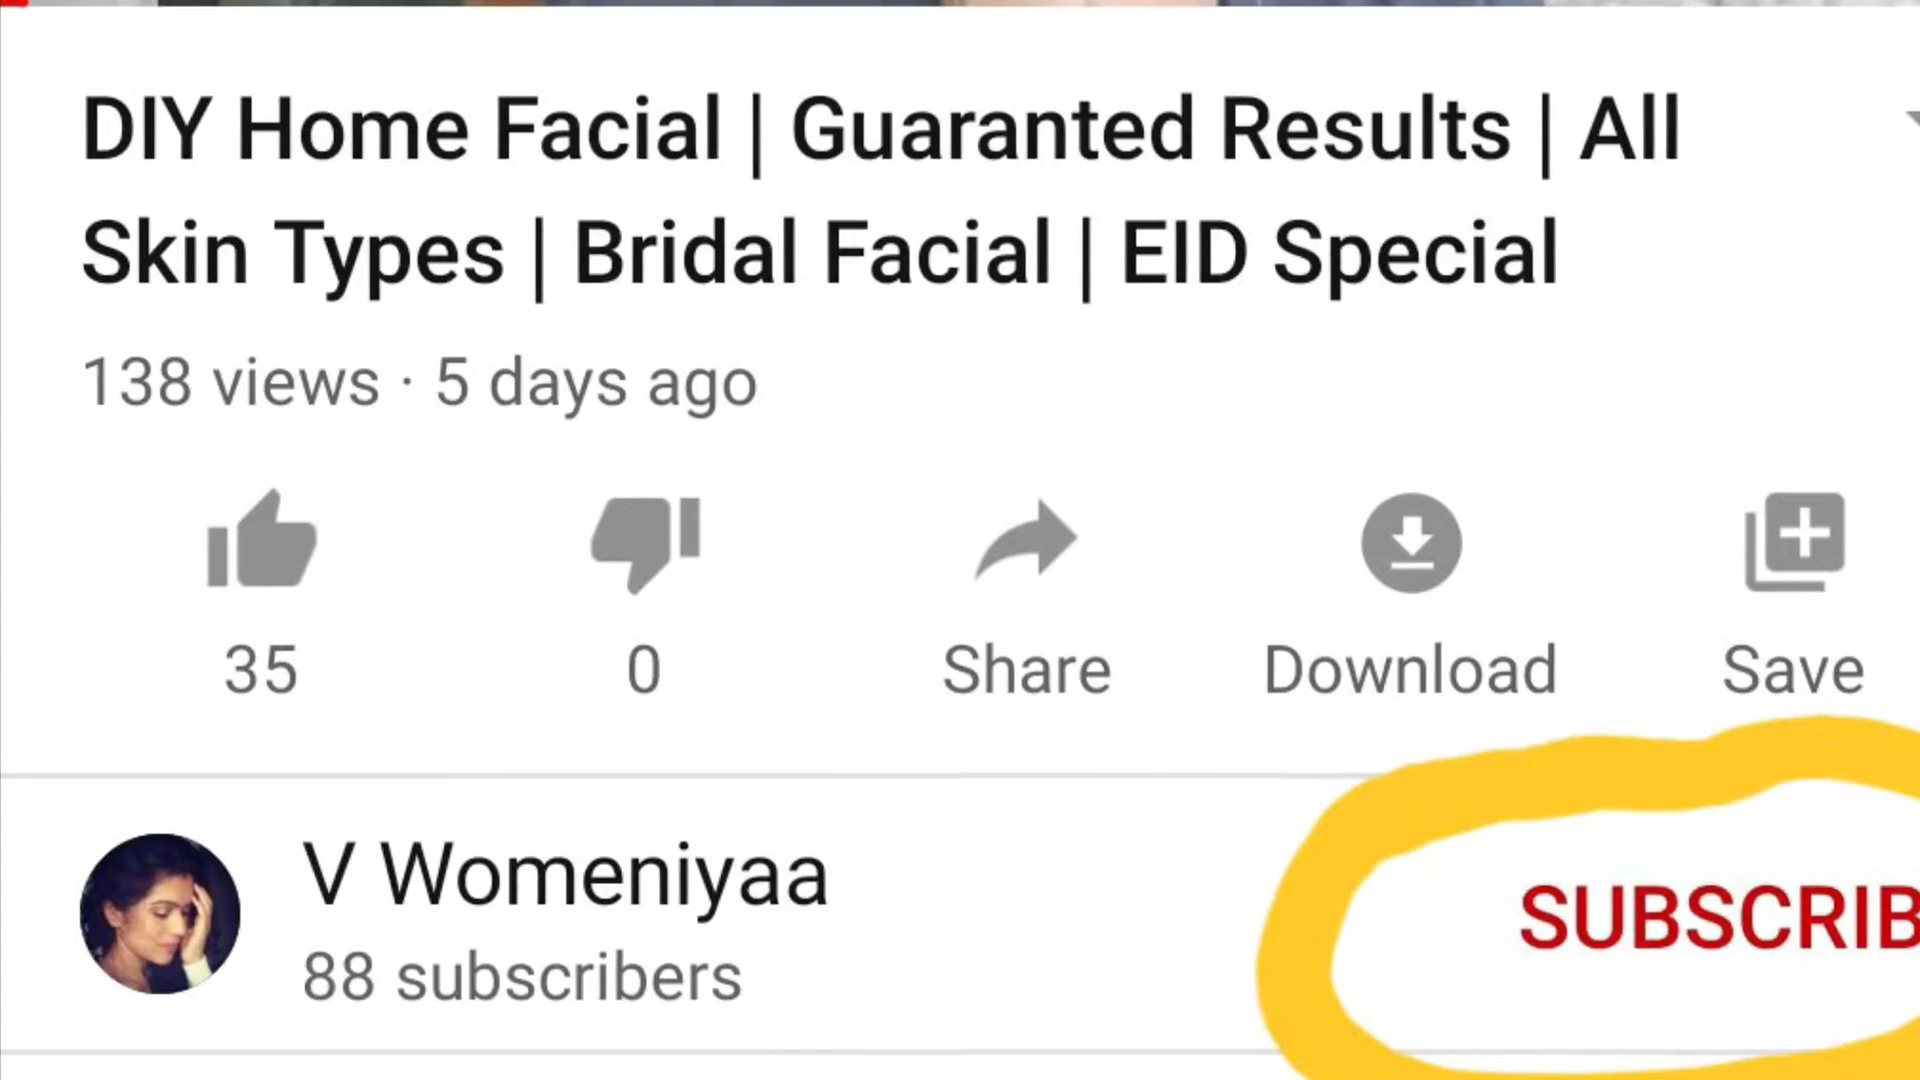 DIY Home Facial | Guaranted Results | All
Skin Types | Bridal Facial | EID Special
138 views · 5 days ago
35
0
Share
Download
Save
V Womeniyaa
SUBSCRIB
88 subscribers